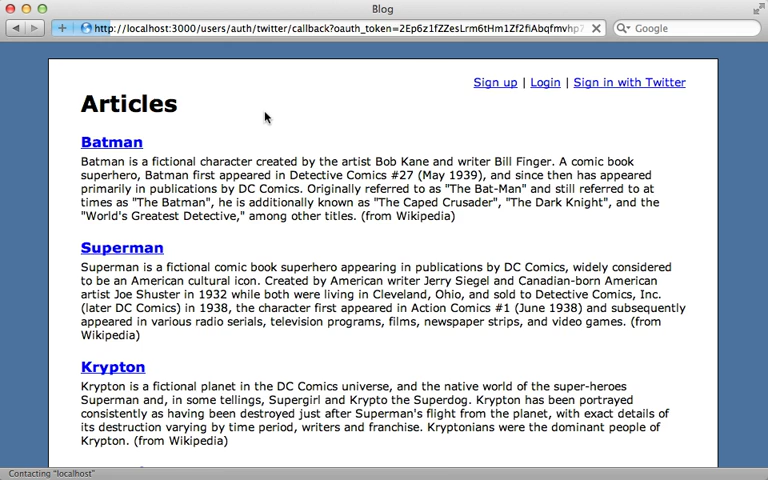 Blog
http://localhost:3000/users/auth/twitter/callback?oauth_token=2Ep6z1fZZesLrm6tHm1Zf2fiAbqfmvhp?
Google
Sign up | Login | Sign in with Twitter
Articles
Batman
Batman is a fictional character created by the artist Bob Kane and writer Bill Finger. A comic book
superhero, Batman first appeared in Detective Comics #27 (May 1939), and since then has appeared
primarily in publications by DC Comics. Originally referred to as "The Bat-Man" and still referred to at
times as "The Batman", he is additionally known as "The Caped Crusader", "The Dark Knight", and the
"World's Greatest Detective," among other titles. (from Wikipedia)
Superman
Superman is a fictional comic book superhero appearing in publications by DC Comics, widely considered
to be an American cultural icon. Created by American writer Jerry Siegel and Canadian-born American
artist Joe Shuster in 1932 while both were living in Cleveland, Ohio, and sold to Detective Comics, Inc.
(later DC Comics) in 1938, the character first appeared in Action Comics #1 (June 1938) and subsequently
appeared in various radio serials, television programs, films, newspaper strips, and video games. (from
Wikipedia)
Krypton
Krypton is a fictional planet in the DC Comics universe, and the native world of the super-heroes
Superman and, in some tellings, Supergirl and Krypto the Superdog. Krypton has been portrayed
consistently as having been destroyed just after Superman's flight from the planet, with exact details of
its destruction varying by time period, writers and franchise. Kryptonians were the dominant people of
Krypton. (from Wikipedia)
Contacting "localhost"